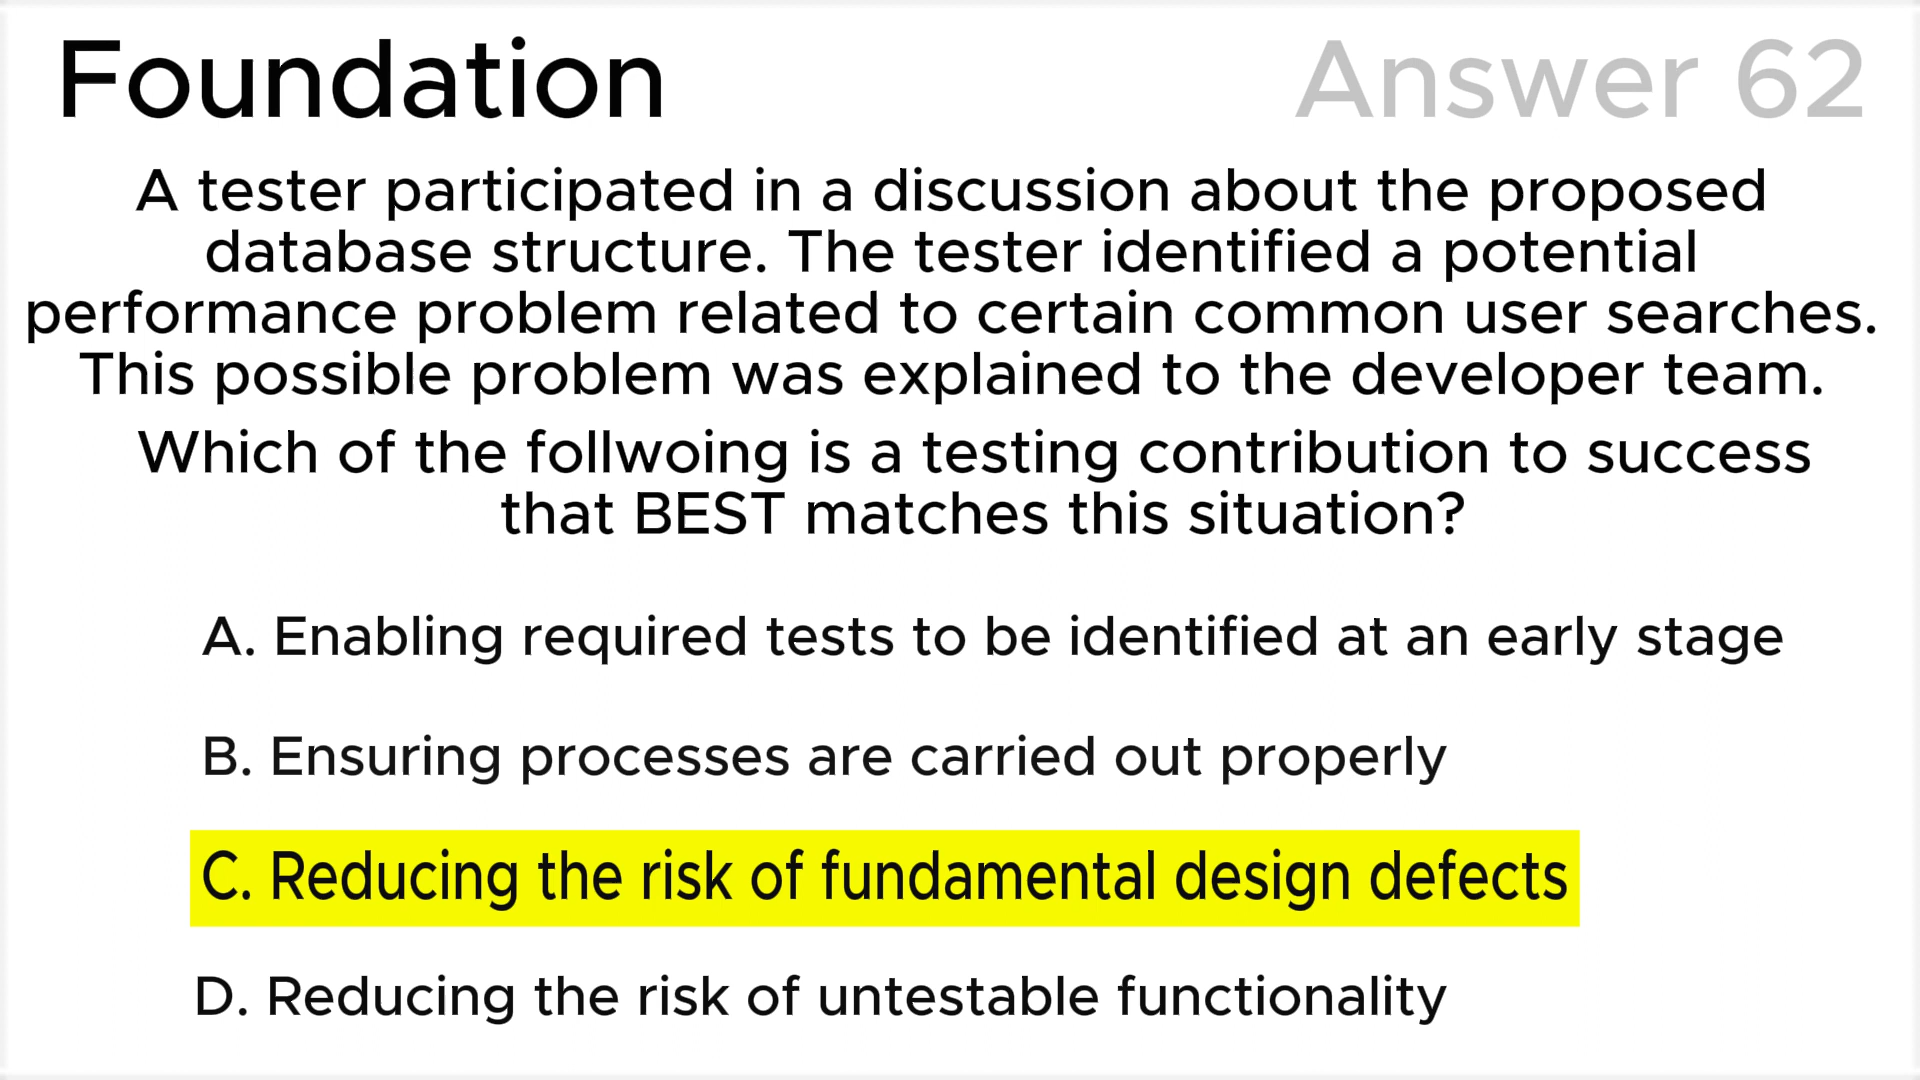 Foundation
Answer 62
A tester participated in a discussion about the proposed
database structure. The tester identified a potential
performance problem related to certain common user searches.
This possible problem was explained to the developer team.
Which of the follwoing is a testing contribution to success
that BEST matches this situation?
A. Enabling required tests to be identified at an early stage
B. Ensuring processes are carried out properly
C. Reducing the risk of fundamental design defects
D. Reducing the risk of untestable functionality